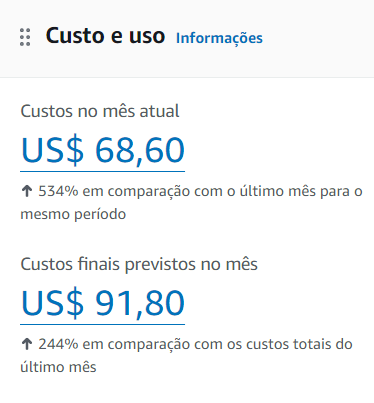 Custo e uso Informações
Custos no mês atual
US$ 68,60
↑ 534% em comparação com o último mês para o
mesmo período
Custos finais previstos no mês
US$ 91,80
↑ 244% em comparação com os custos totais do
último mês